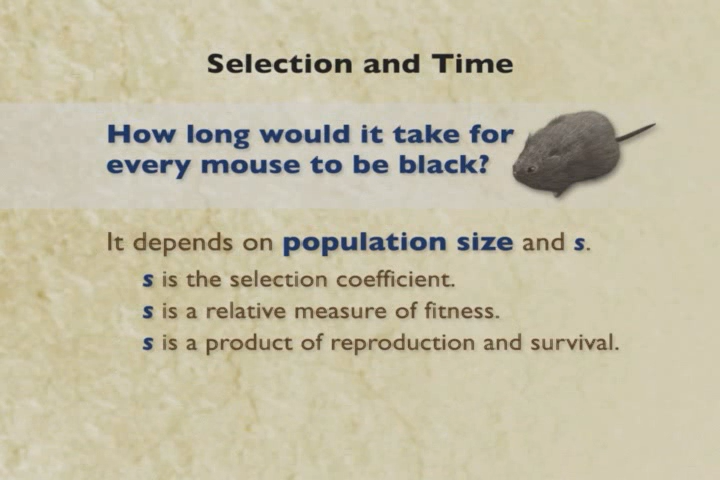 Selection and Time
How long would it take for
every mouse to be black?
It depends on population size and s.
s is the selection coefficient.
s is a relative measure of fitness.
s is a product of reproduction and survival.